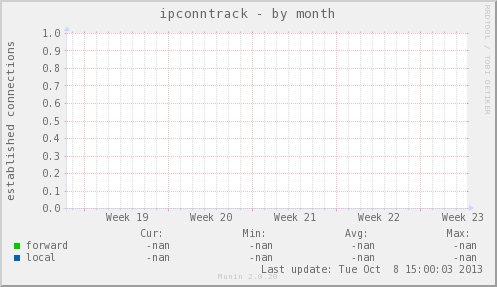 ipconntrack - by month
RRDTOOL / TOBI OETIKER
established connections
1.0
0.9
0.8
0.7
0.6
0.5
0.4
0.3
0.2
0.1
0.0
Week 19 Week 20 Week 21 Week 22 Week 23
Cur: Min: Avg: Max:
forward -nan -nan -nan -nan
local -nan -nan -nan -nan
Last update: Tue Oct  8 15:00:03 2013
Munin 2.0.20